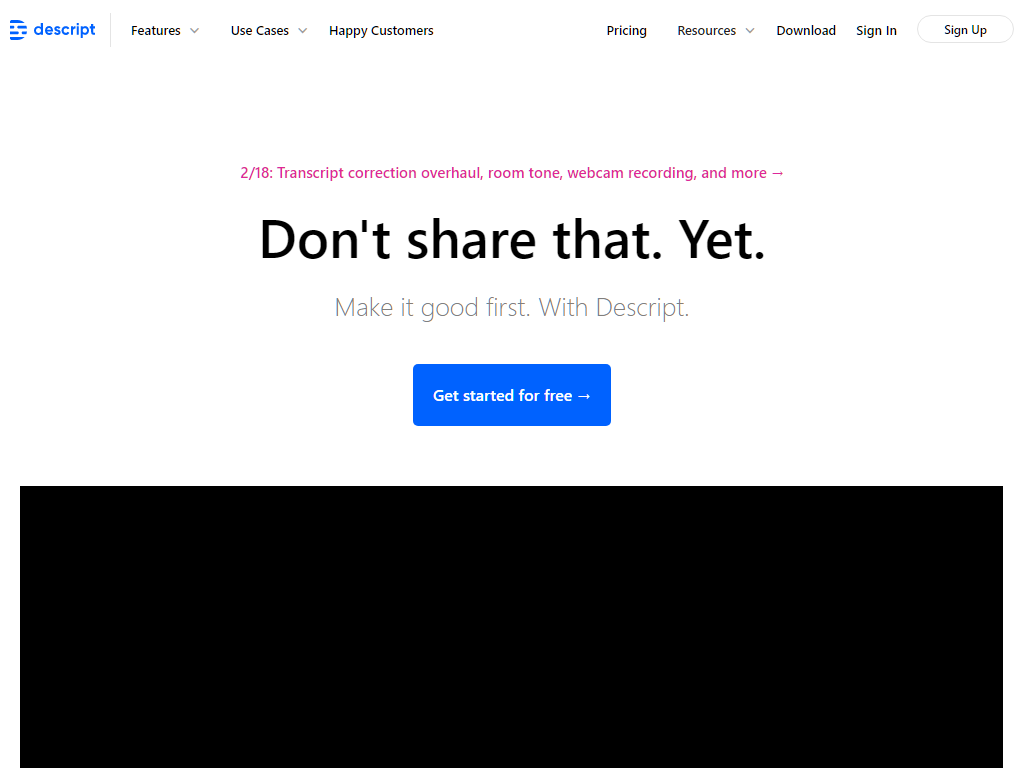 descript
Features
Use Cases
Happy Customers
Pricing
Resources
Download
Sign In
Sign Up
2/18: Transcript correction overhaul, room tone, webcam recording, and more →
Don't share that. Yet.
Make it good first. With Descript.
Get started for free →